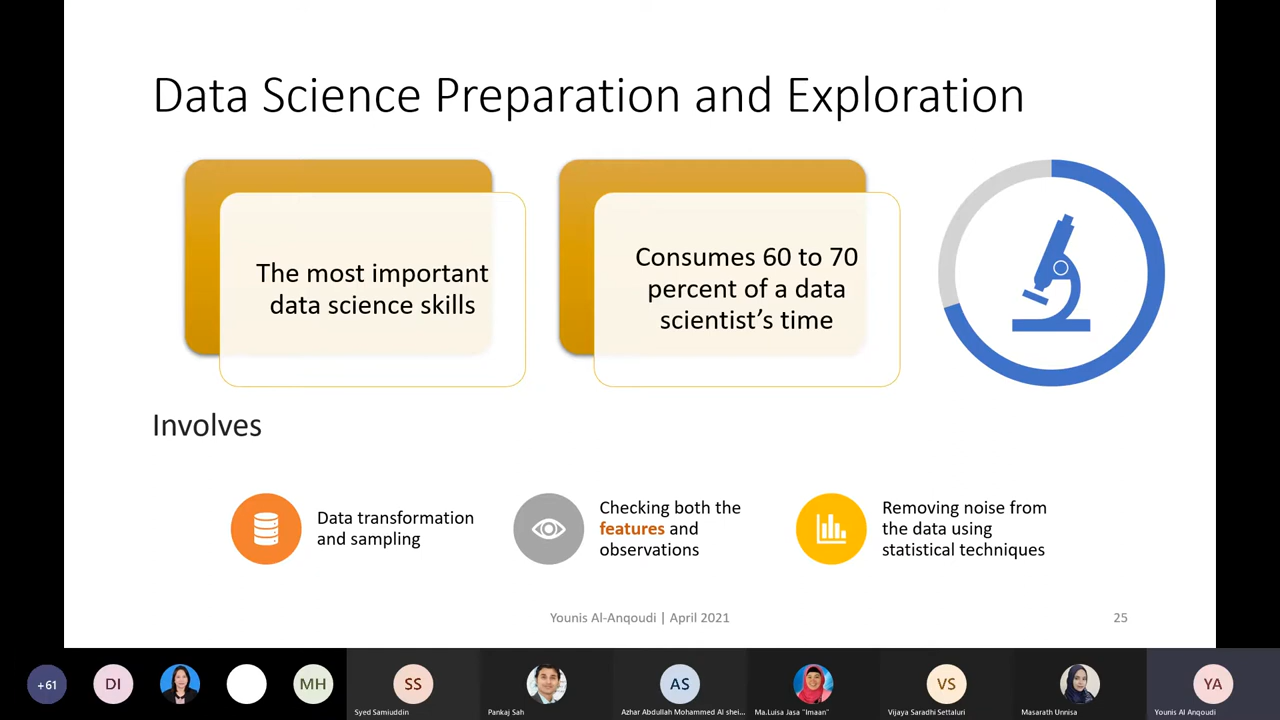 Data Science Preparation and Exploration
The most important
data science skills
Consumes 60 to 70
percent of a data
scientist’s time
Involves
Data transformation
and sampling
Checking both the
features and
observations
Removing noise from
the data using
statistical techniques
Younis Al-Anqoudi | April 2021
25
+61
DI
MH
SS
AS
VS
YA
Syed Samiuddin
Pankaj Sah
Azhar Abdullah Mohammed Al shei...
Ma.Luisa Jasa "Imaan"
Vijaya Saradhi Settaluri
Masarath Unnisa
Younis Al Anqoudi